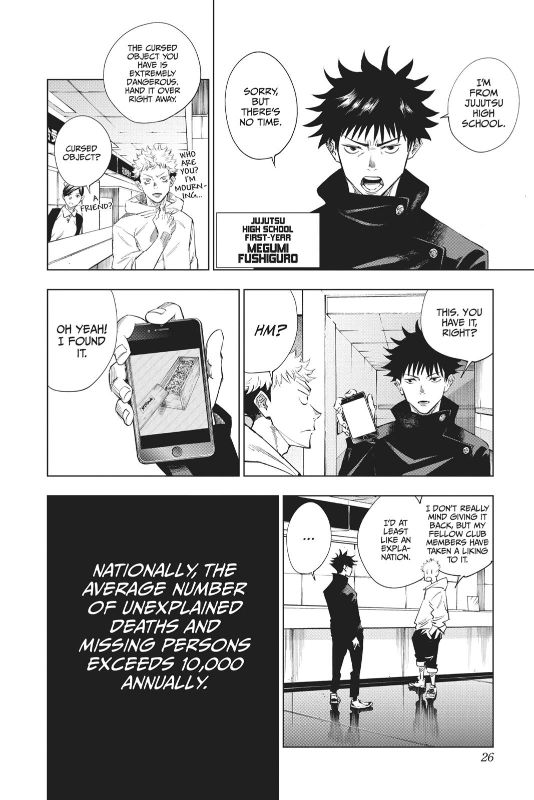 I'M
FROM
JUJUTSU
HIGH
SCHOOL.
SORRY,
BUT
THERE'S
NO TIME.
JUJUTSU
HIGH SCHOOL
FIRST-YEAR
MEGUMI
FUSHIGURO
THE CURSED
OBJECT YOU
HAVE IS
EXTREMELY
DANGEROUS.
HAND IT OVER
RIGHT AWAY.
WHO
ARE
YOU?
I'M
MOURN-
ING...
CURSED
OBJECT?
A
FRIEND?
THIS. YOU
HAVE IT,
RIGHT?
HM?
OH YEAH!
I FOUND
IT.
I DON'T REALLY
MIND GIVING IT
BACK, BUT MY
FELLOW CLUB
MEMBERS HAVE
TAKEN A LIKING
TO IT.
I'D AT
LEAST
LIKE AN
EXPLA-
NATION.
...
NATIONALLY, THE
AVERAGE NUMBER
OF UNEXPLAINED
DEATHS AND
MISSING PERSONS
EXCEEDS 10,000
ANNUALLY.
26